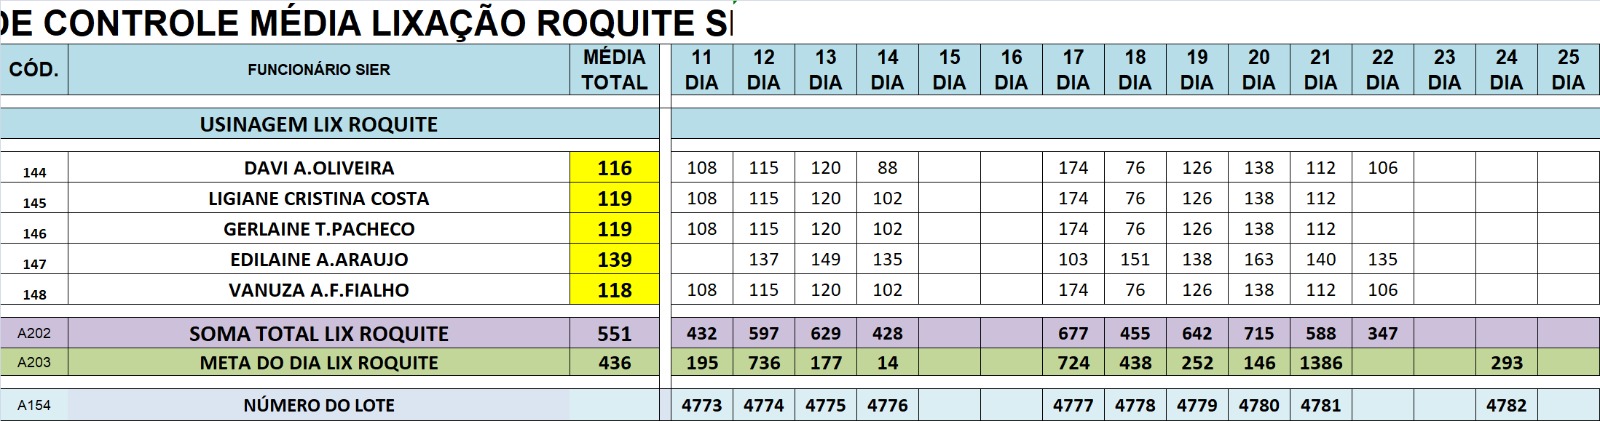 DE CONTROLE MÉDIA LIXAÇÃO ROQUITE SI
CÓD. FUNCIONÁRIO SIER MÉDIA TOTAL 11 DIA 12 DIA 13 DIA 14 DIA 15 DIA 16 DIA 17 DIA 18 DIA 19 DIA 20 DIA 21 DIA 22 DIA 23 DIA 24 DIA 25 DIA
USINAGEM LIX ROQUITE
144 DAVI A.OLIVEIRA 116 108 115 120 88 174 76 126 138 112 106
145 LIGIANE CRISTINA COSTA 119 108 115 120 102 174 76 126 138 112
146 GERLAINE T.PACHECO 119 108 115 120 102 174 76 126 138 112
147 EDILAINE A.ARAUJO 139 137 149 135 103 151 138 163 140 135
148 VANUZA A.F.FIALHO 118 108 115 120 102 174 76 126 138 112 106
A202 SOMA TOTAL LIX ROQUITE 551 432 597 629 428 677 455 642 715 588 347
A203 META DO DIA LIX ROQUITE 436 195 736 177 14 724 438 252 146 1386 293
A154 NÚMERO DO LOTE 4773 4774 4775 4776 4777 4778 4779 4780 4781 4782